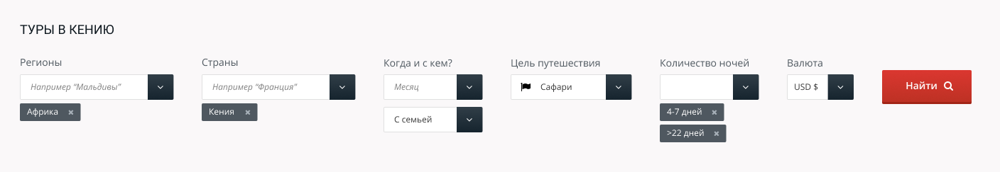 ТУРЫ В КЕНИЮ
Регионы
Например “Мальдивы”
Африка ×
Страны
Например “Франция”
Кения ×
Когда и с кем?
Месяц
С семьей
Цель путешествия
Сафари
Количество ночей
4-7 дней ×
>22 дней ×
Валюта
USD $
Найти